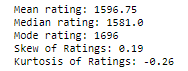 Mean rating: 1596.75
Median rating: 1581.0
Mode rating: 1696
Skew of Ratings: 0.19
Kurtosis of Ratings: -0.26